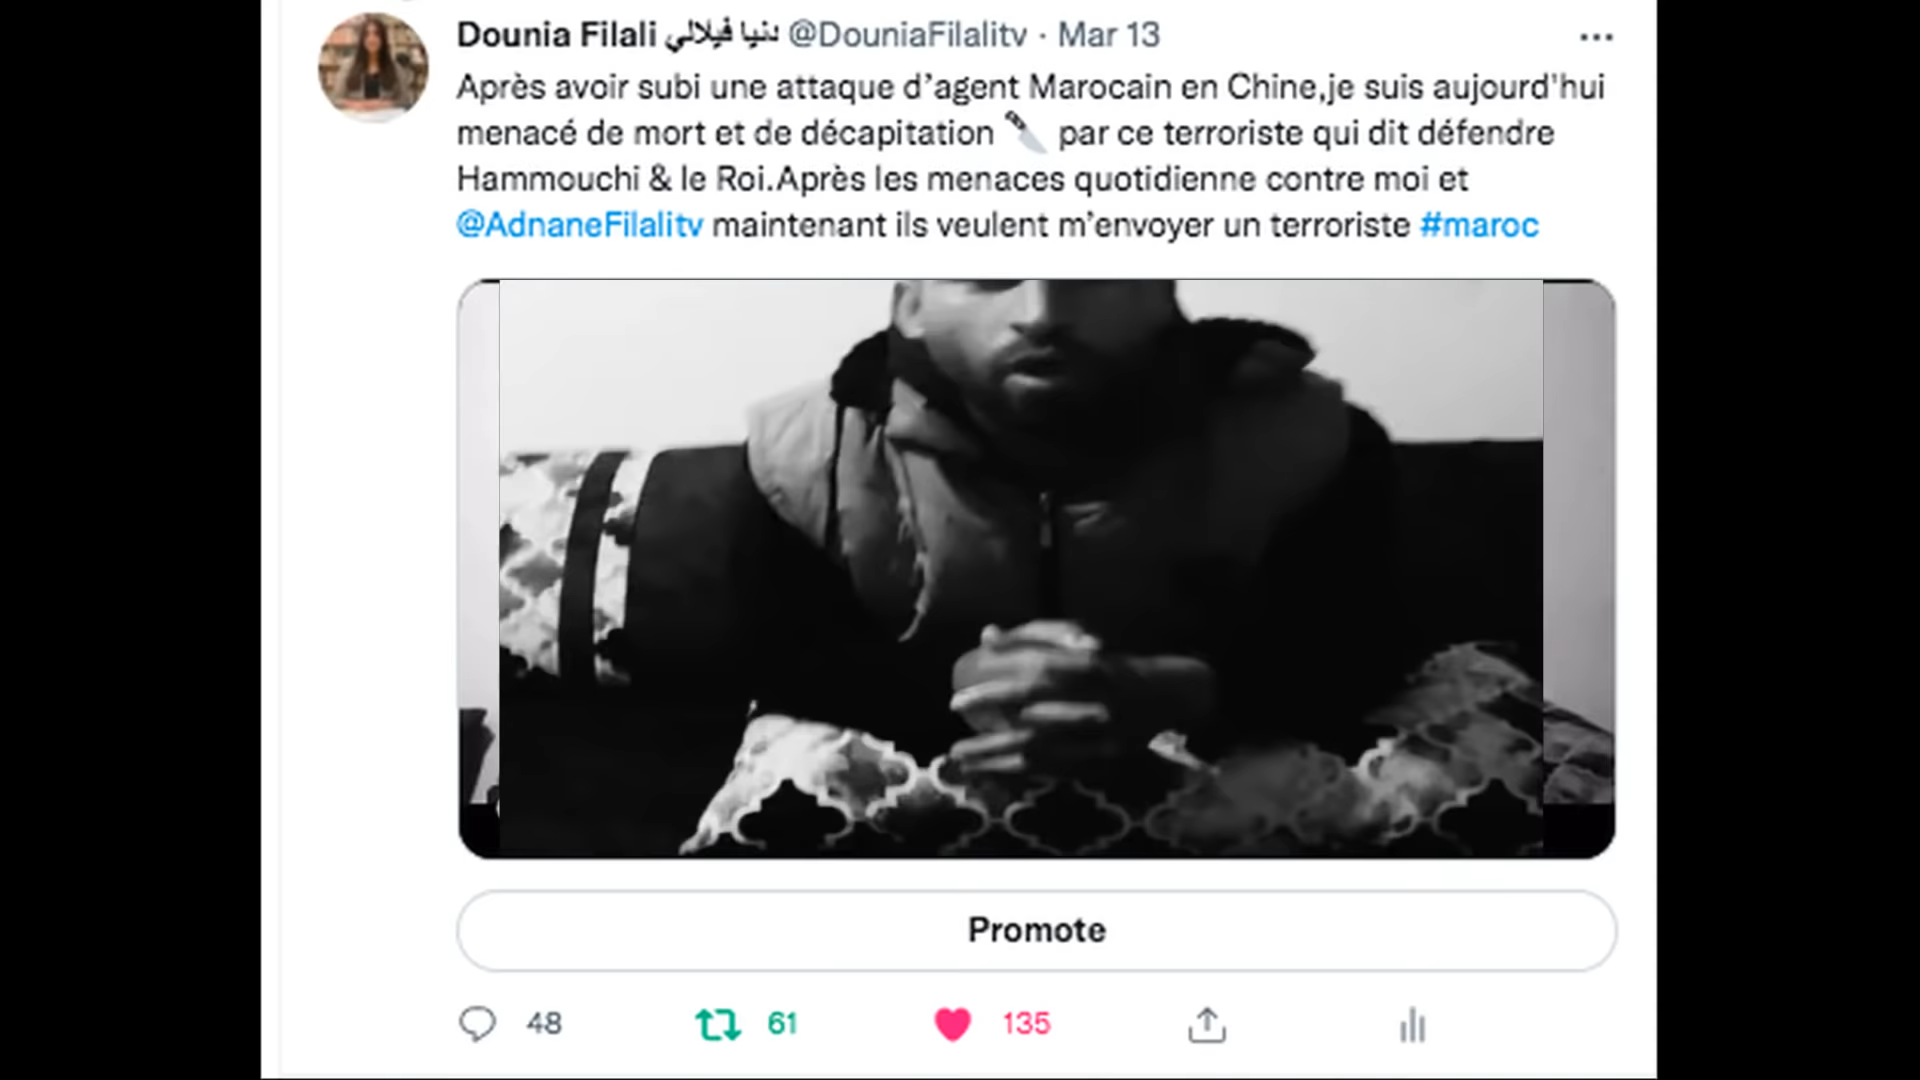 Dounia Filali دنيا فيلالي @DouniaFilalitv · Mar 13
Après avoir subi une attaque d’agent Marocain en Chine,je suis aujourd'hui
menacé de mort et de décapitation 🔪 par ce terroriste qui dit défendre
Hammouchi & le Roi.Après les menaces quotidienne contre moi et
@AdnaneFilalitv maintenant ils veulent m’envoyer un terroriste #maroc
Promote
48 61 135